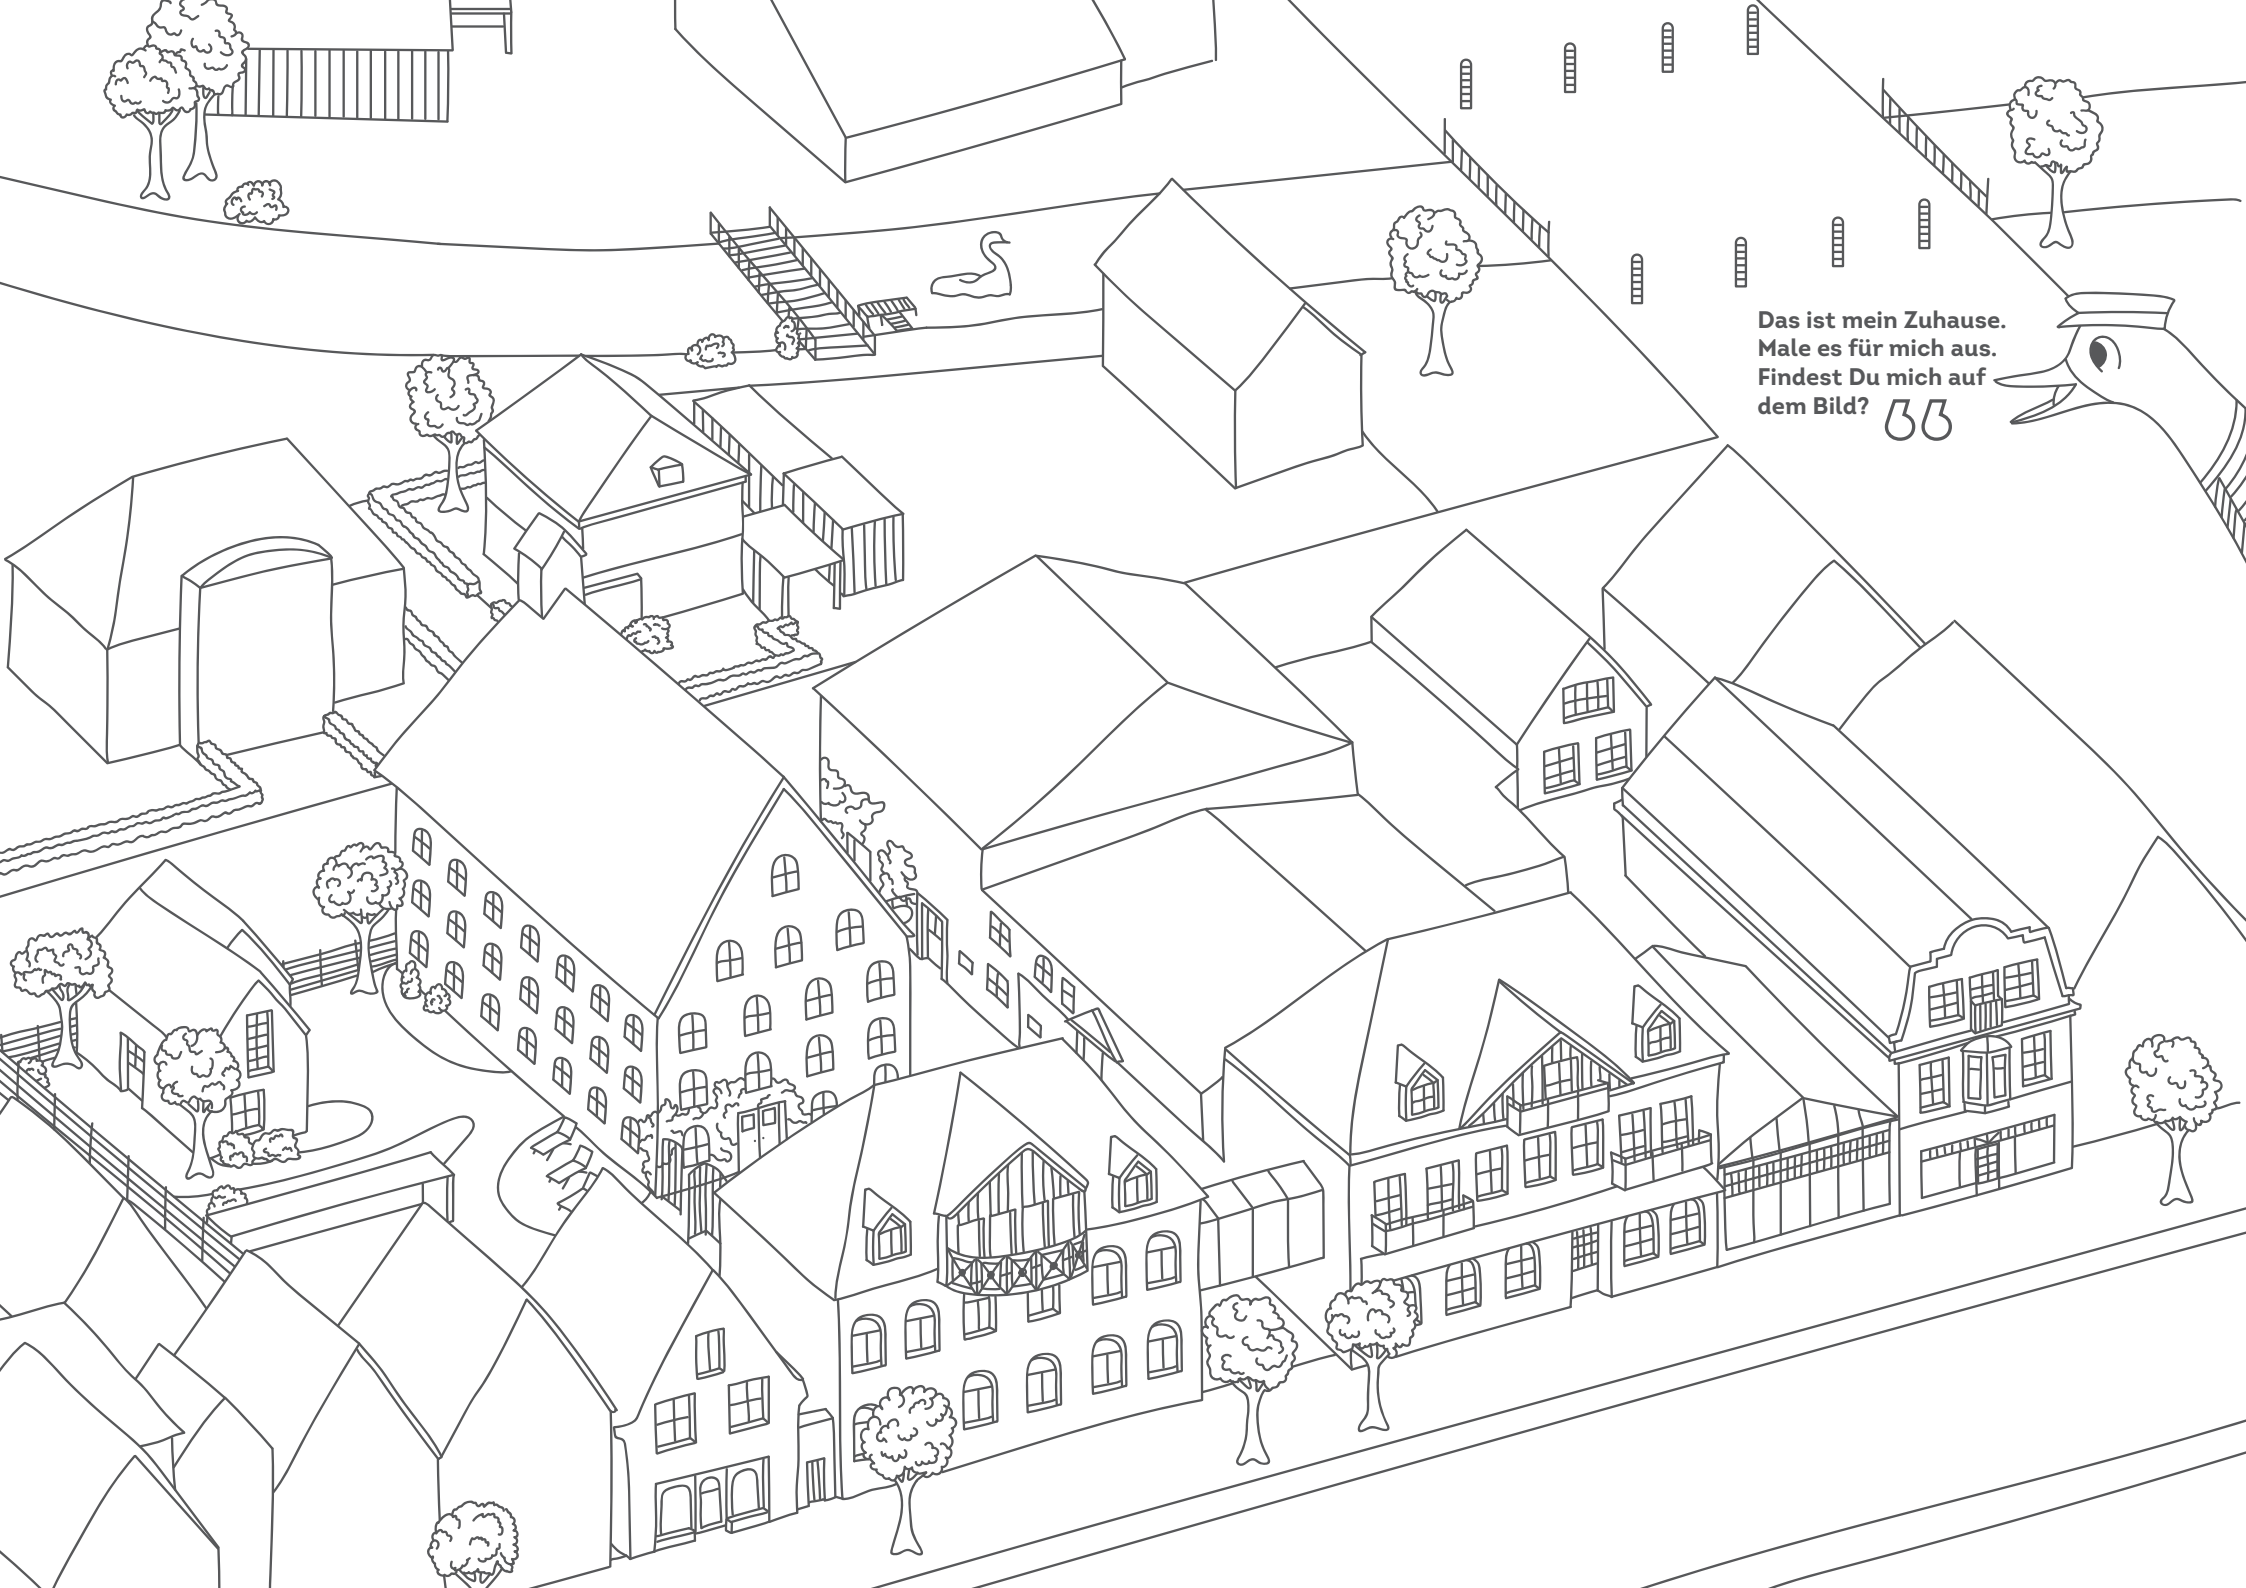 Das ist mein Zuhause.
Male es für mich aus.
Findest Du mich auf
dem Bild?